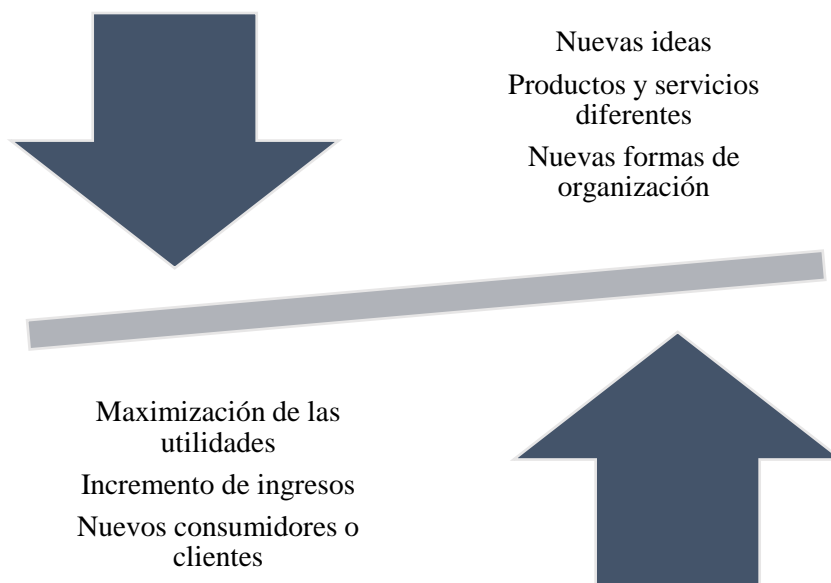 Nuevas ideas
Productos y servicios
diferentes
Nuevas formas de
organización
Maximización de las
utilidades
Incremento de ingresos
Nuevos consumidores o
clientes